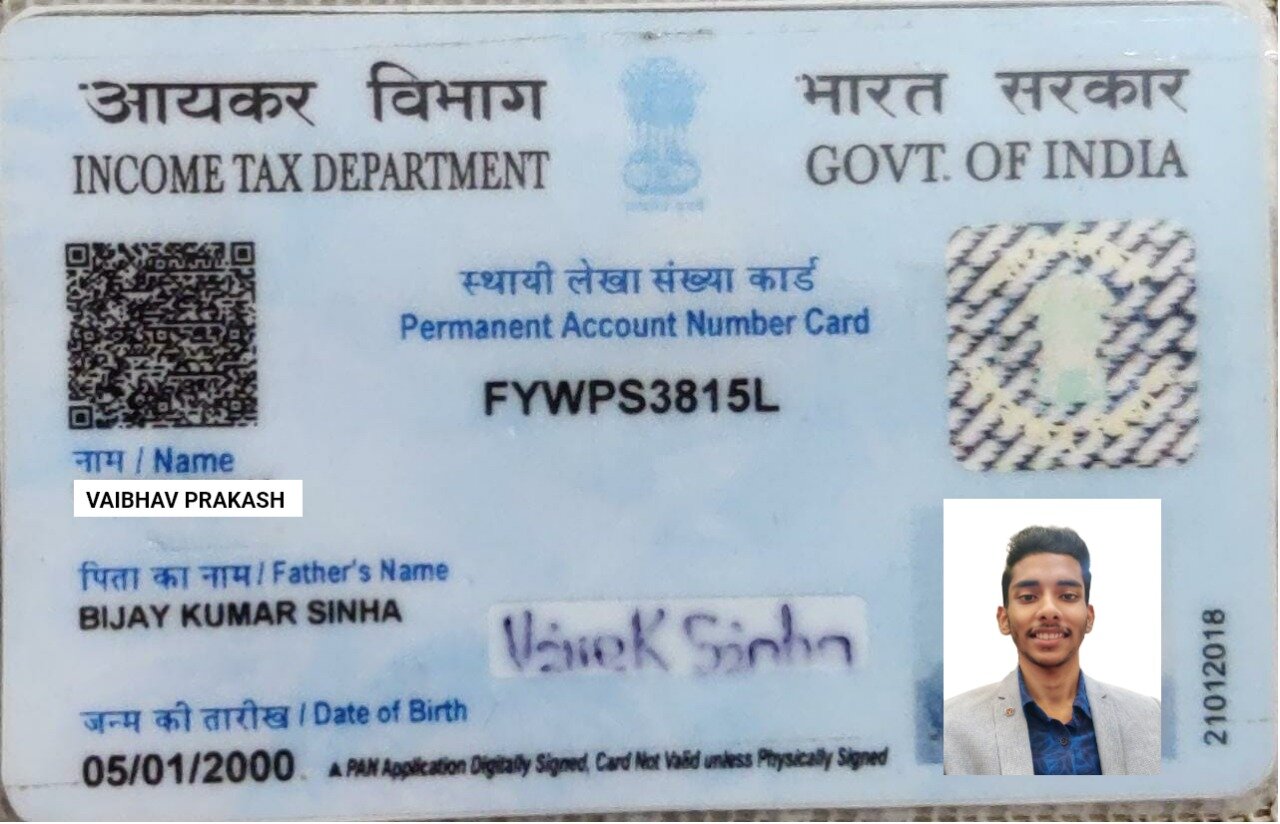 आयकर विभाग
INCOME TAX DEPARTMENT
भारत सरकार
GOVT. OF INDIA
स्थायी लेखा संख्या कार्ड
Permanent Account Number Card
FYWPS3815L
नाम / Name
VAIBHAV PRAKASH
पिता का नाम / Father's Name
BIJAY KUMAR SINHA
Vivek Sinha
जन्म की तारीख / Date of Birth
05/01/2000
PAN Application Digitally Signed, Card Not Valid unless Physically Signed
21012018